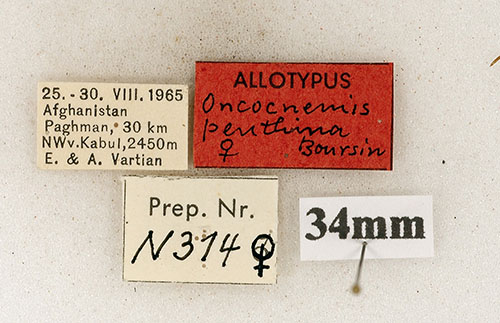 25. - 30. VIII. 1965
Afghanistan
Paghman, 30 km
NWv.Kabul, 2450m
E. & A. Vartian
ALLOTYPUS
Oncocnemis
penthina
♀ Boursin
Prep. Nr.
N314 ♀
34mm